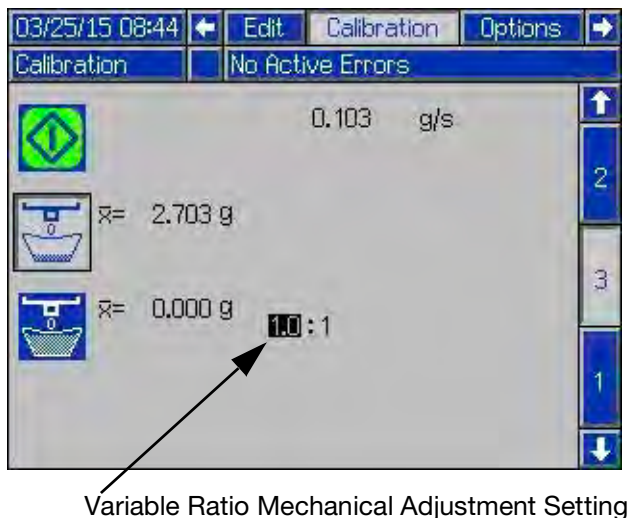 03/25/15 08:44 Edit Calibration Options
Calibration No Active Errors
0.103 g/s
2
x̅= 2.703 g
3
x̅= 0.000 g
1.0 : 1
1
Variable Ratio Mechanical Adjustment Setting